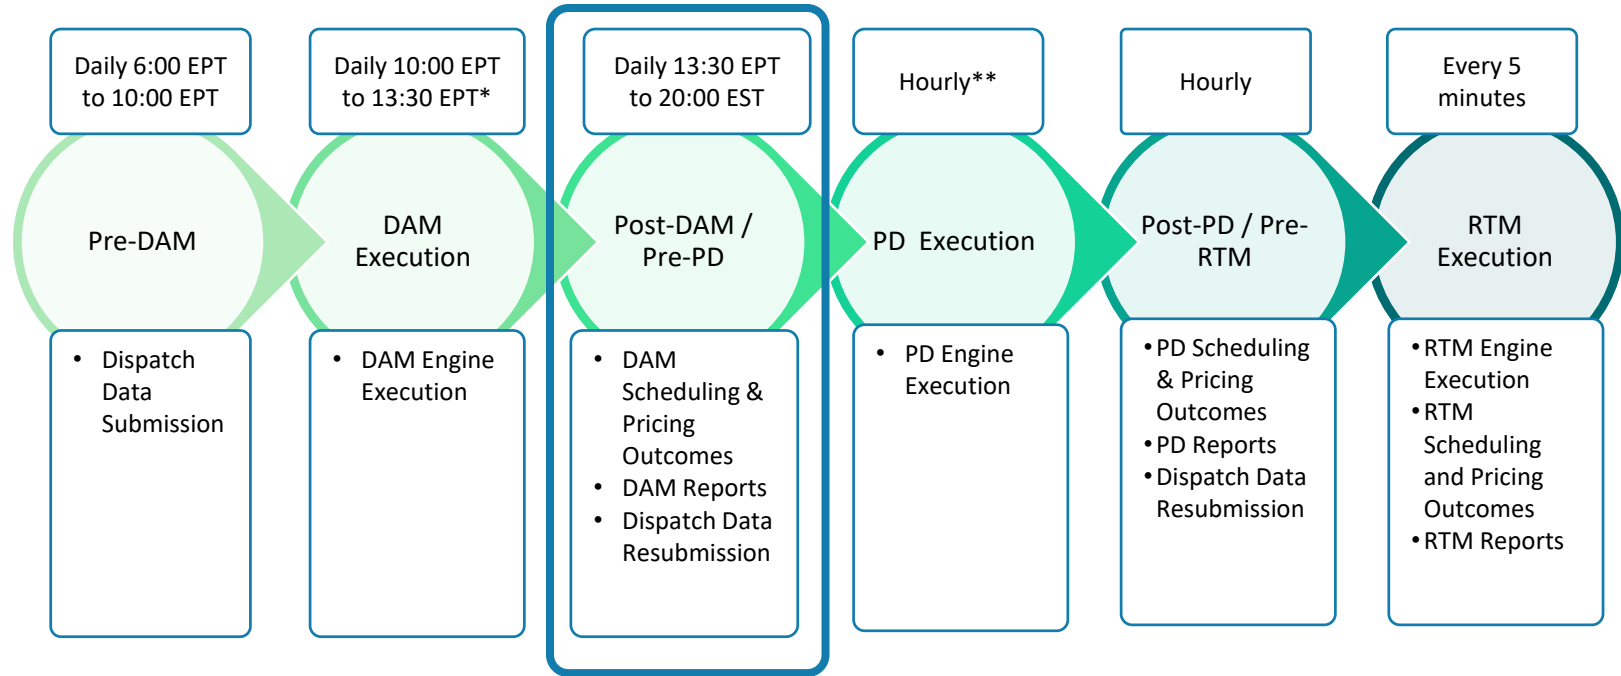 Daily 6:00 EPT
to 10:00 EPT
Pre-DAM
• Dispatch
Data
Submission
Daily 10:00 EPT
to 13:30 EPT*
DAM
Execution
• DAM Engine
Execution
Daily 13:30 EPT
to 20:00 EST
Post-DAM /
Pre-PD
• DAM
Scheduling &
Pricing
Outcomes
• DAM Reports
• Dispatch Data
Resubmission
Hourly**
PD Execution
• PD Engine
Execution
Hourly
Post-PD / Pre-
RTM
• PD Scheduling
& Pricing
Outcomes
• PD Reports
• Dispatch Data
Resubmission
Every 5
minutes
RTM
Execution
• RTM Engine
Execution
• RTM
Scheduling
and Pricing
Outcomes
• RTM Reports